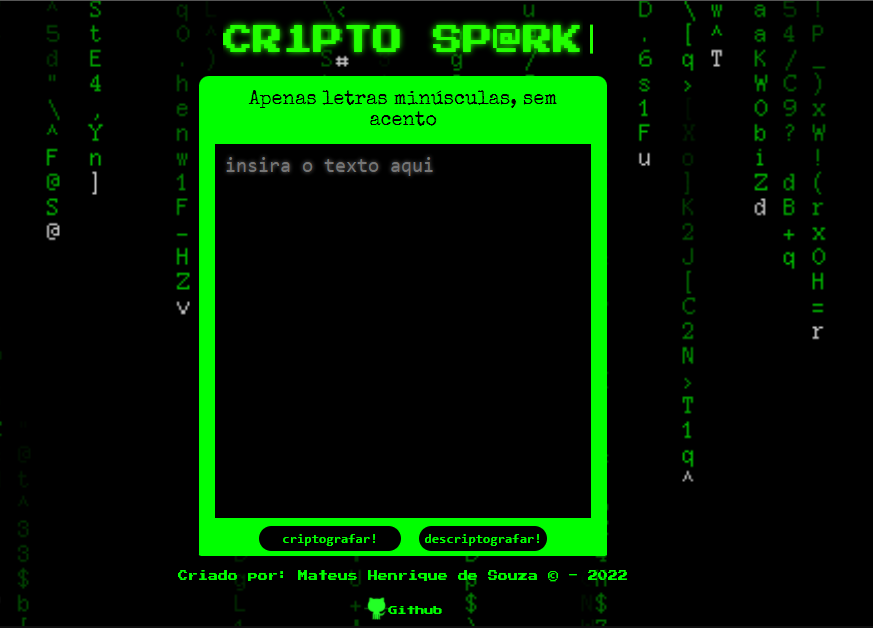 CR1PTO SP@RK|
Apenas letras minúsculas, sem
acento
insira o texto aqui
criptografar!
descriptografar!
Criado por: Mateus Henrique de Souza © - 2022
Github